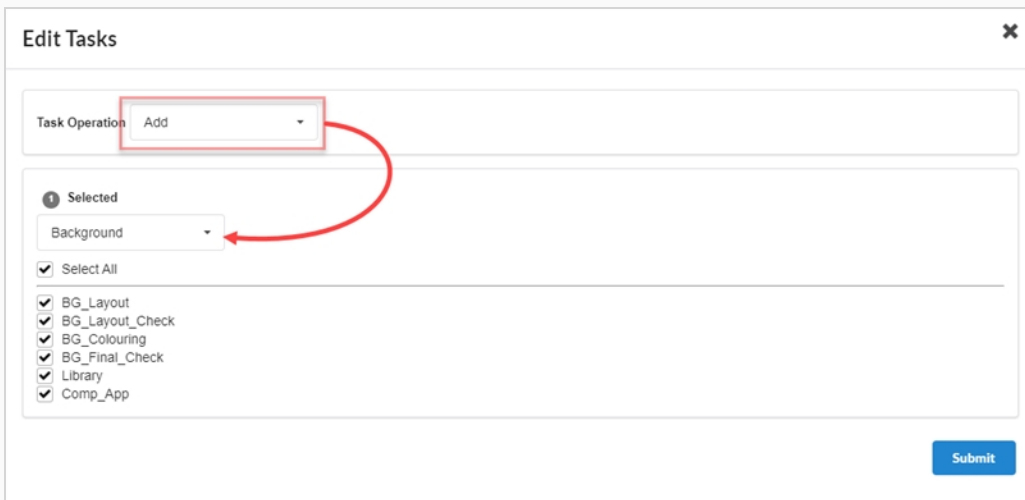 Edit Tasks
Task Operation Add
1 Selected
Background
Select All
BG_Layout
BG_Layout_Check
BG_Colouring
BG_Final_Check
Library
Comp_App
Submit